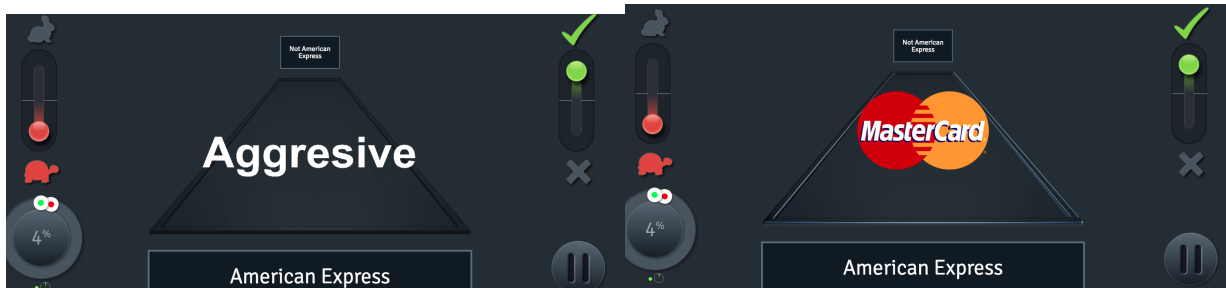 Not American
Express
Aggresive
4%
American Express
Not American
Express
MasterCard
4%
American Express